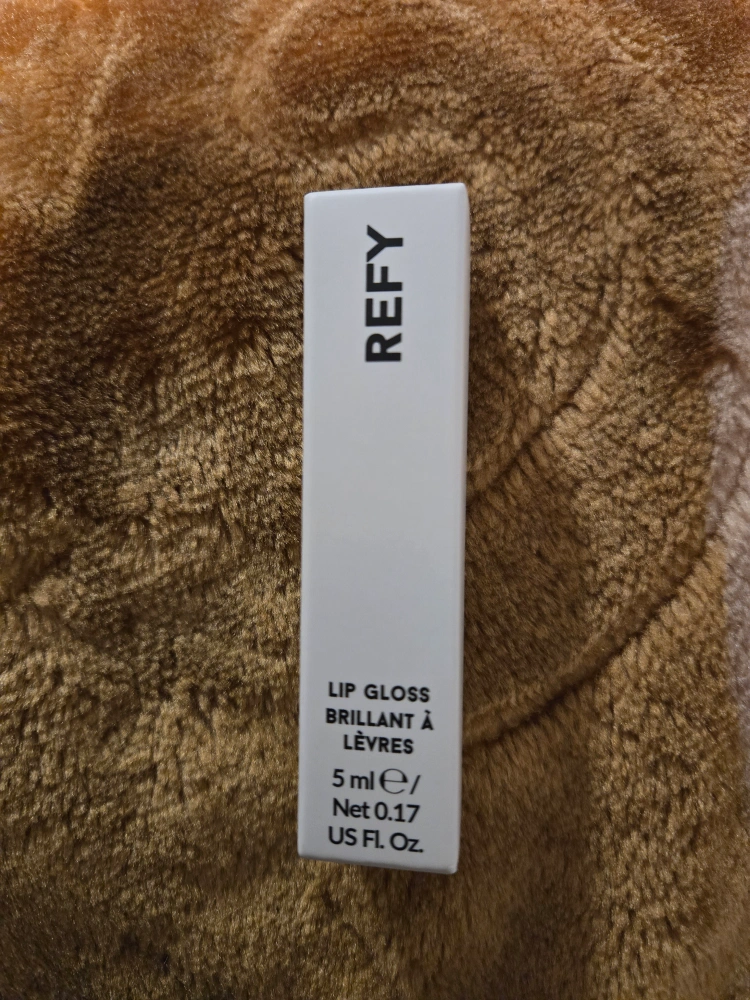 REFY
LIP GLOSS
BRILLANT À
LÈVRES
5 ml ℮/
Net 0.17
US Fl. Oz.